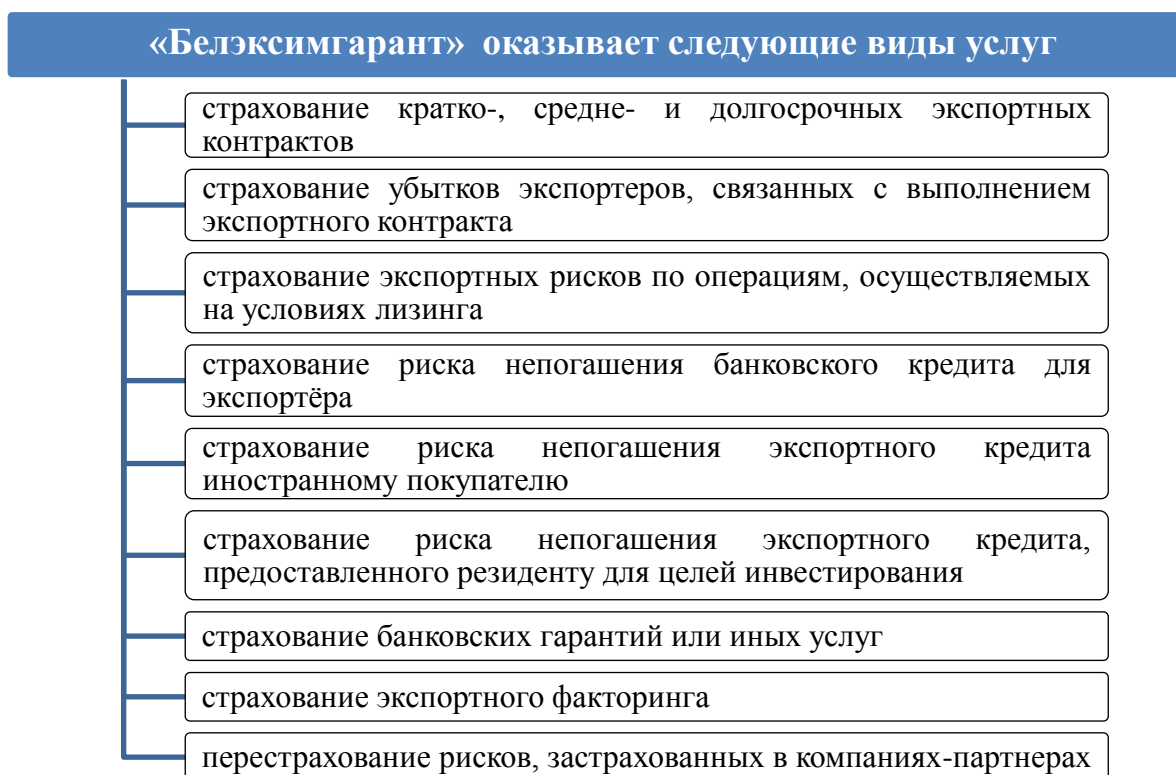 «Белэксимгарант» оказывает следующие виды услуг
страхование кратко-, средне- и долгосрочных экспортных
контрактов
страхование убытков экспортеров, связанных с выполнением
экспортного контракта
страхование экспортных рисков по операциям, осуществляемых
на условиях лизинга
страхование риска непогашения банковского кредита для
экспортёра
страхование риска непогашения экспортного кредита
иностранному покупателю
страхование риска непогашения экспортного кредита,
предоставленного резиденту для целей инвестирования
страхование банковских гарантий или иных услуг
страхование экспортного факторинга
перестрахование рисков, застрахованных в компаниях-партнерах